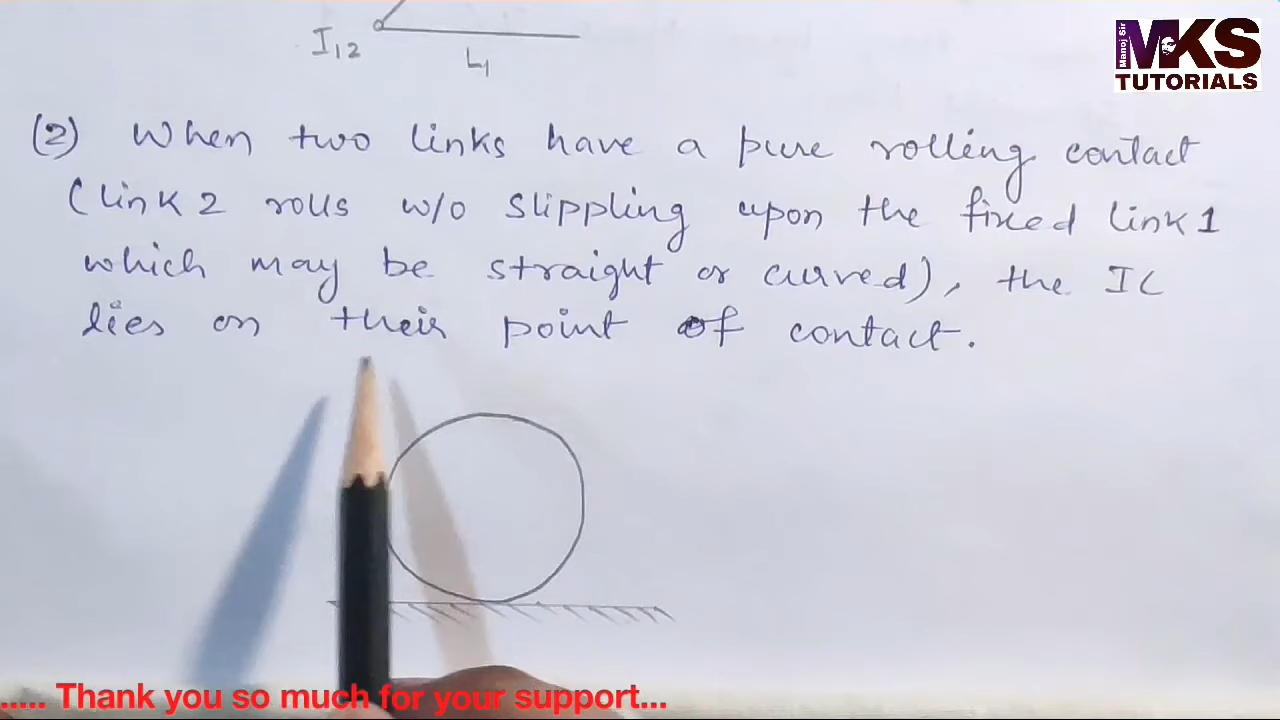 Manoj Sir
MKS
TUTORIALS
I12
L1
(2) When two links have a pure rolling contact
(link 2 rolls w/o slippling upon the fixed link 1
which may be straight or curved), the IC
lies on their point of contact.
..... Thank you so much for your support...